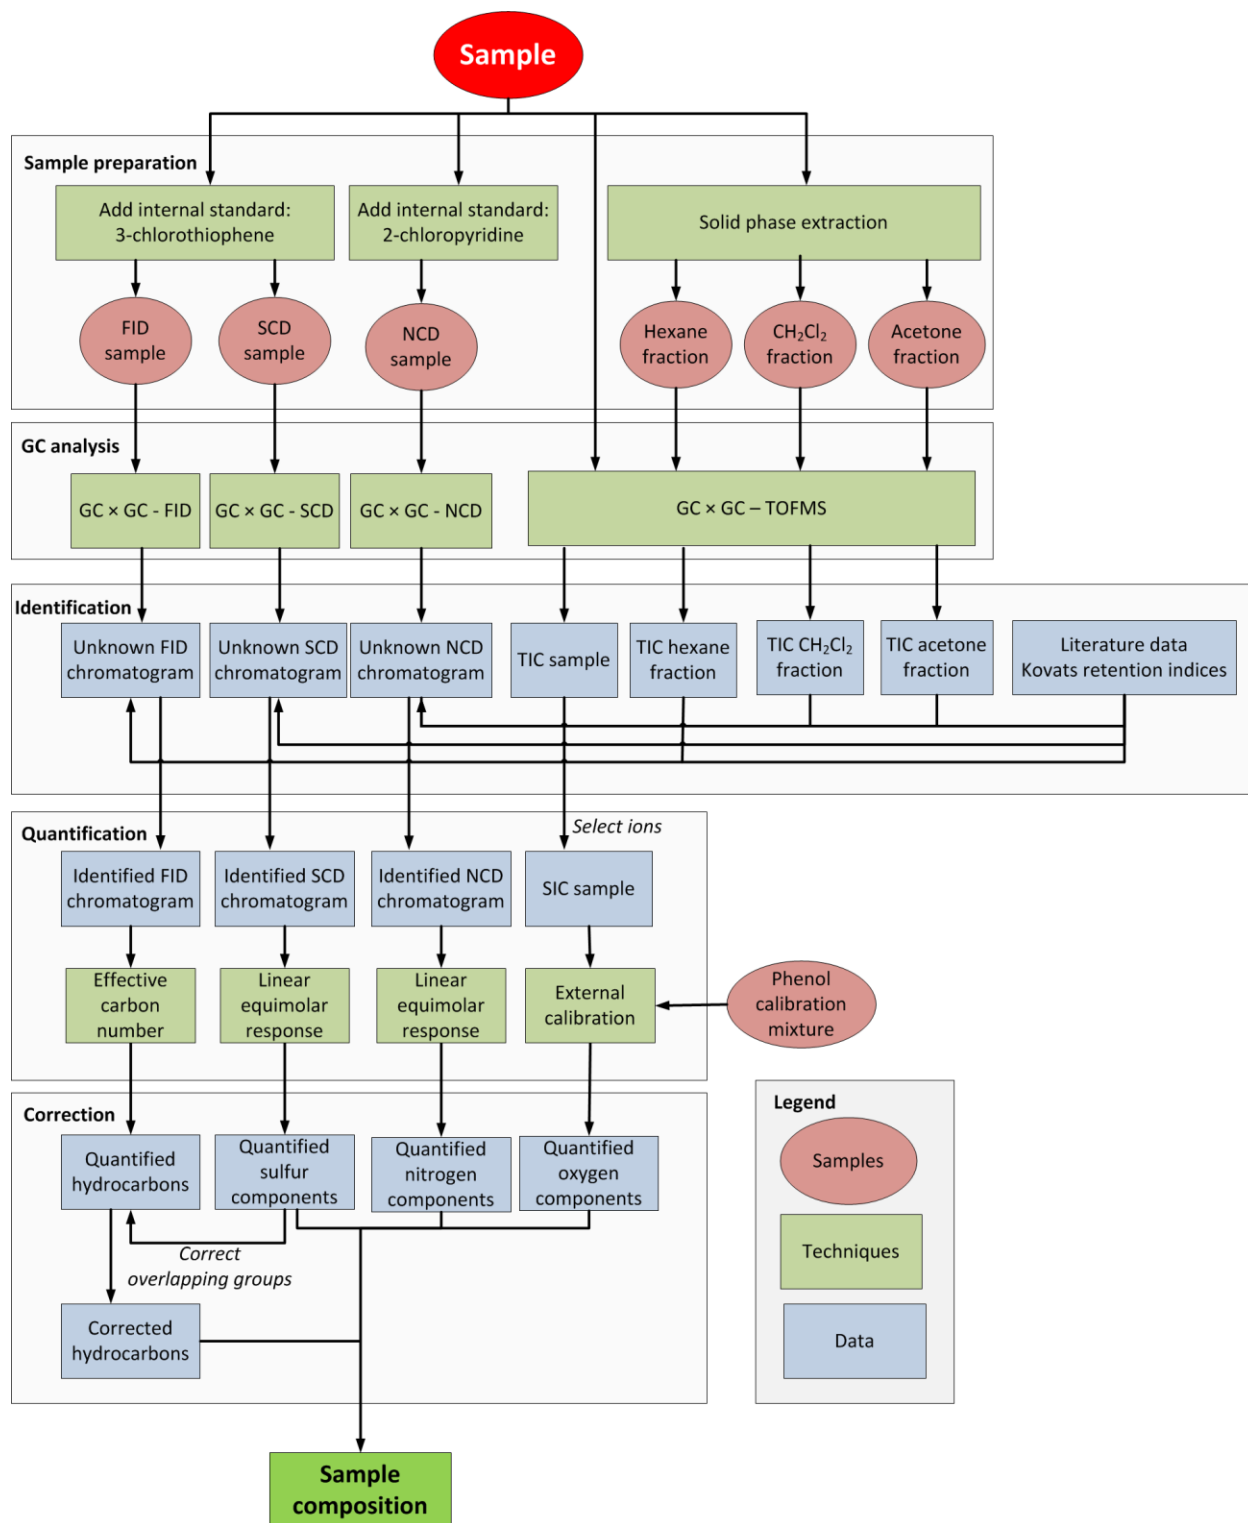 Sample
Sample preparation
Add internal standard:
3-chlorothiophene
Add internal standard:
2-chloropyridine
Solid phase extraction
FID
sample
SCD
sample
NCD
sample
Hexane
fraction
CH₂Cl₂
fraction
Acetone
fraction
GC analysis
GC × GC - FID
GC × GC - SCD
GC × GC - NCD
GC × GC – TOFMS
Identification
Unknown FID
chromatogram
Unknown SCD
chromatogram
Unknown NCD
chromatogram
TIC sample
TIC hexane
fraction
TIC CH₂Cl₂
fraction
TIC acetone
fraction
Literature data
Kovats retention indices
Quantification
Select ions
Identified FID
chromatogram
Identified SCD
chromatogram
Identified NCD
chromatogram
SIC sample
Effective
carbon
number
Linear
equimolar
response
Linear
equimolar
response
External
calibration
Phenol
calibration
mixture
Correction
Quantified
hydrocarbons
Quantified
sulfur
components
Quantified
nitrogen
components
Quantified
oxygen
components
Correct
overlapping groups
Corrected
hydrocarbons
Legend
Samples
Techniques
Data
Sample
composition